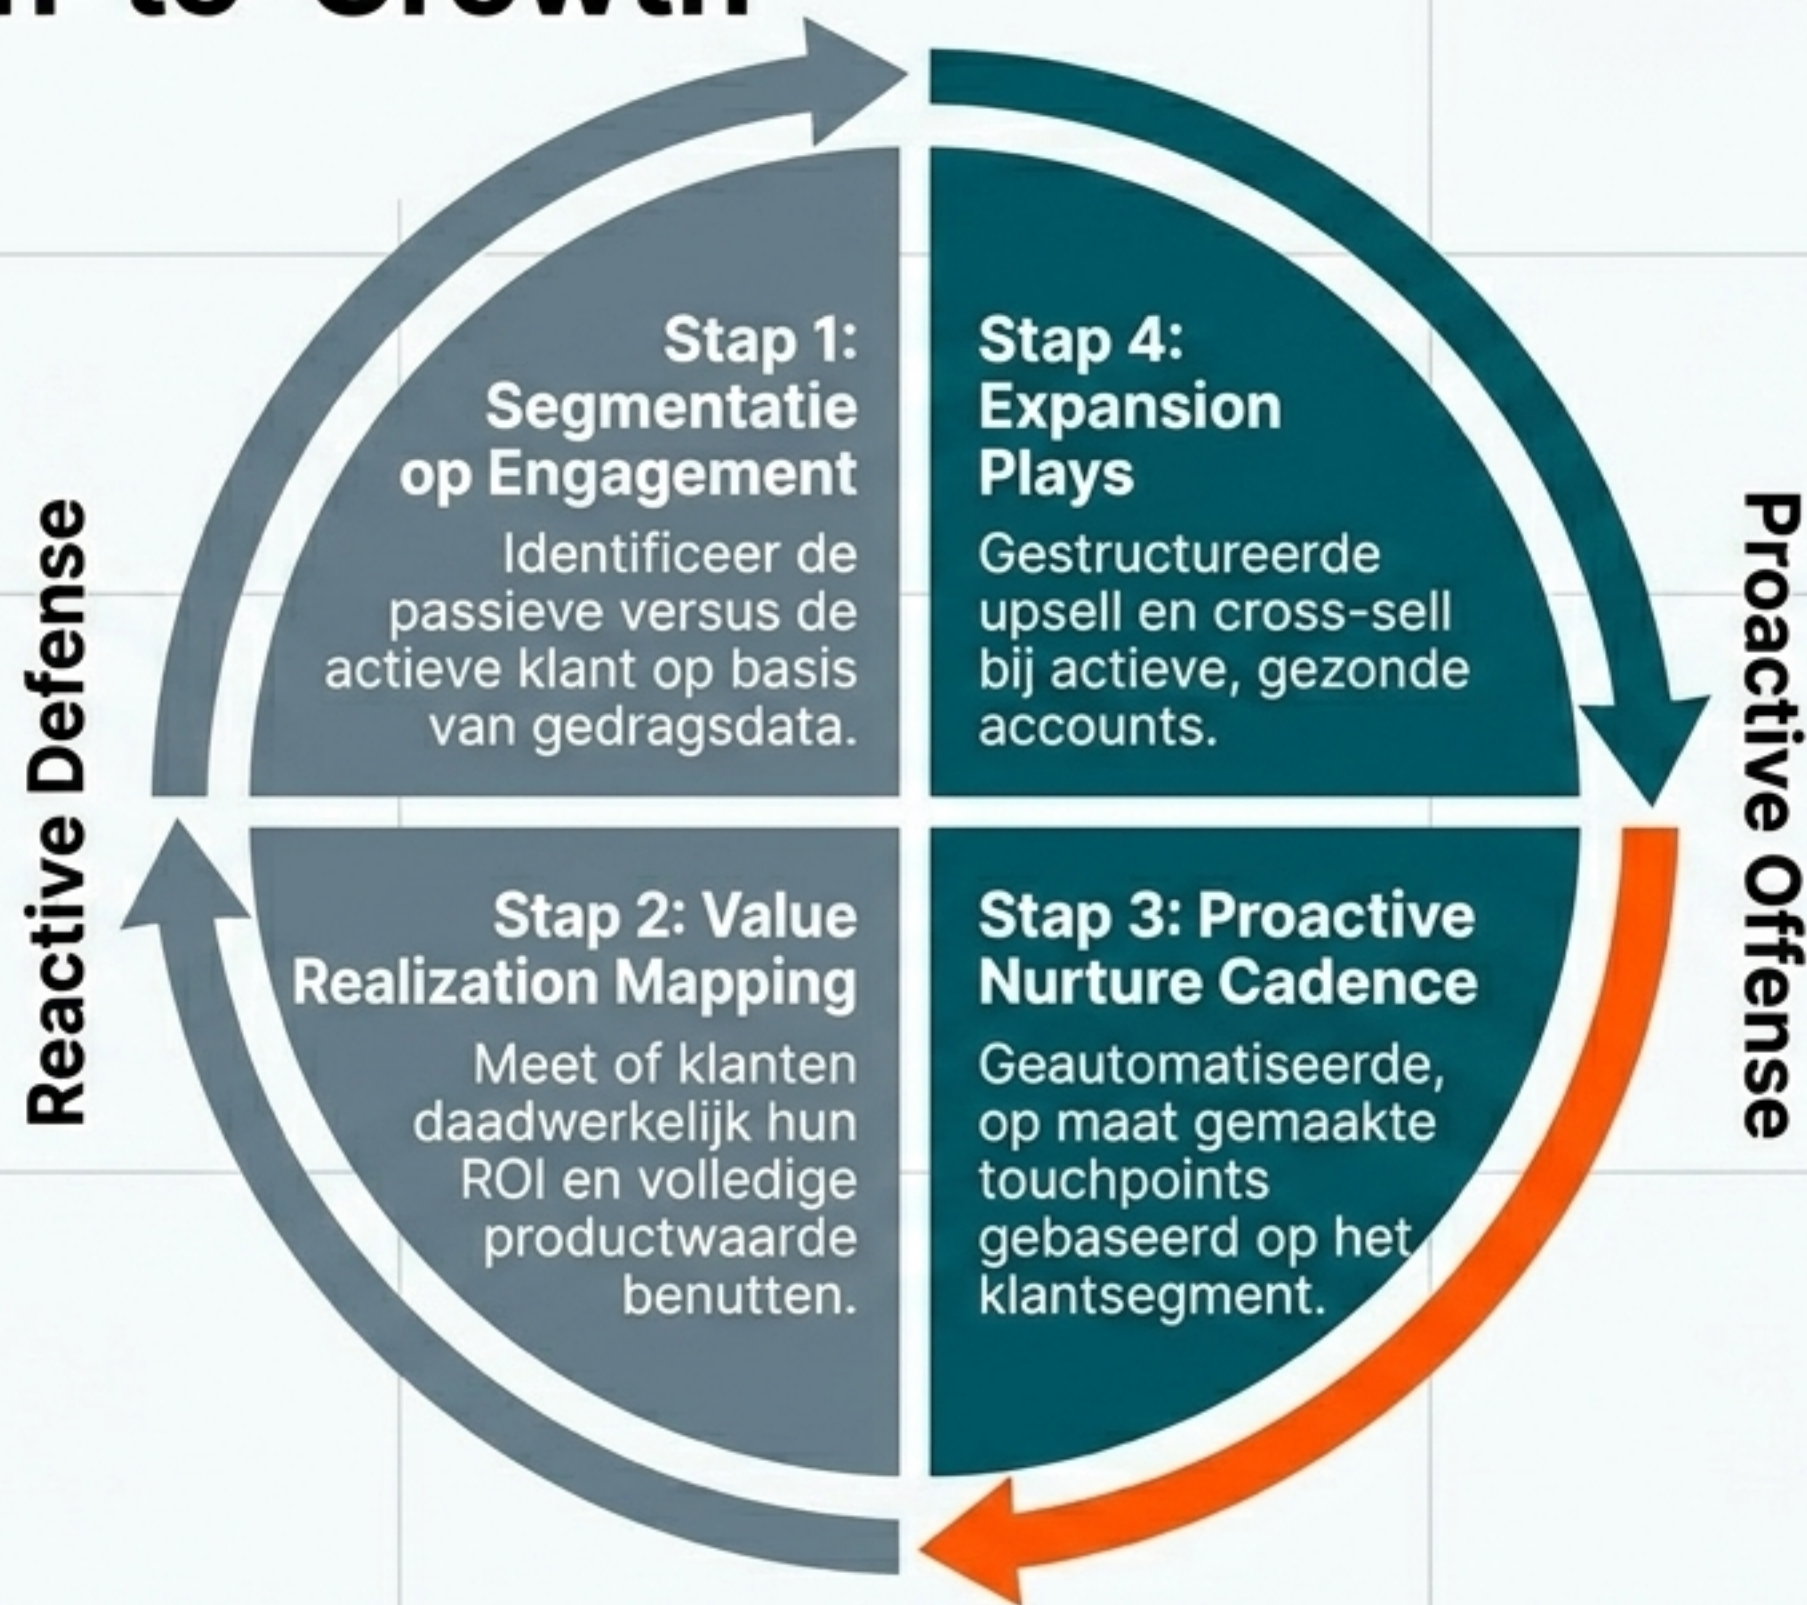 to Growth
Reactive Defense
Stap 1:
Segmentatie
op Engagement
Identificeer de
passieve versus de
actieve klant op basis
van gedragsdata.
Stap 2: Value
Realization Mapping
Meet of klanten
daadwerkelijk hun
ROI en volledige
productwaarde
benutten.
Stap 3: Proactive
Nurture Cadence
Geautomatiseerde,
op maat gemaakte
touchpoints
gebaseerd op het
klantsegment.
Stap 4:
Expansion
Plays
Gestructureerde
upsell en cross-sell
bij actieve, gezonde
accounts.
Proactive Offense